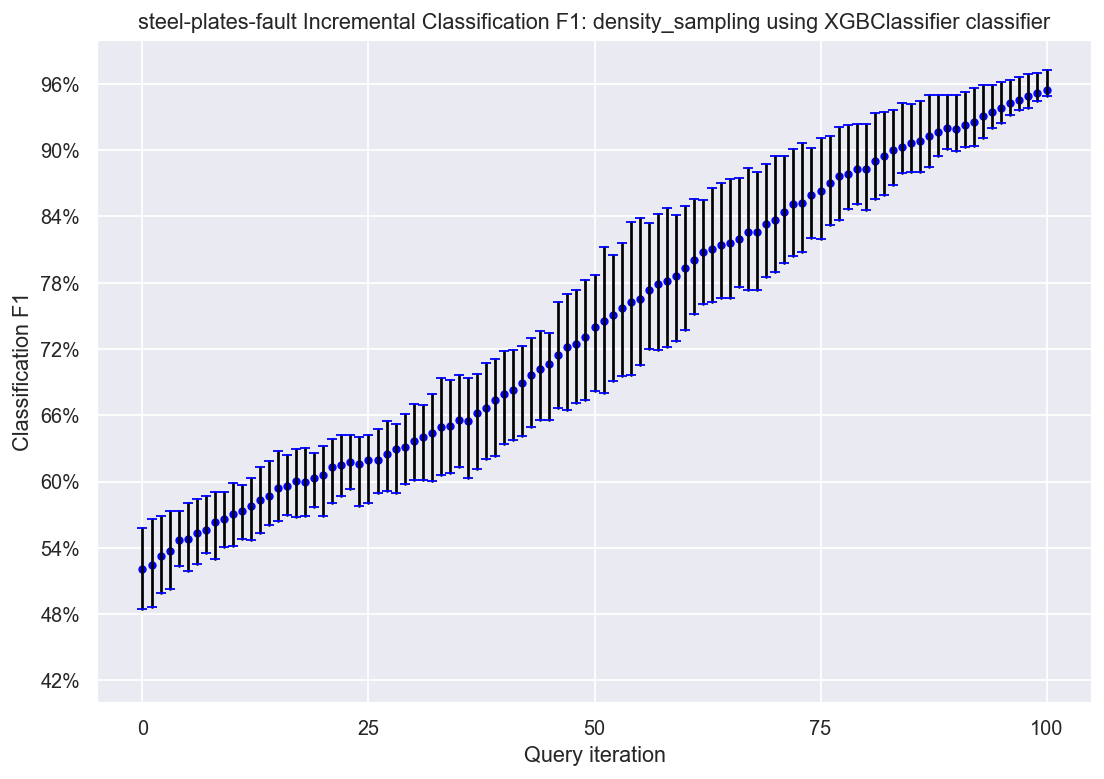 steel-plates-fault Incremental Classification F1: density_sampling using XGBClassifier classifier
96%
90%
84%
78%
72%
66%
60%
54%
48%
42%
Classification F1
0 25 50 75 100
Query iteration